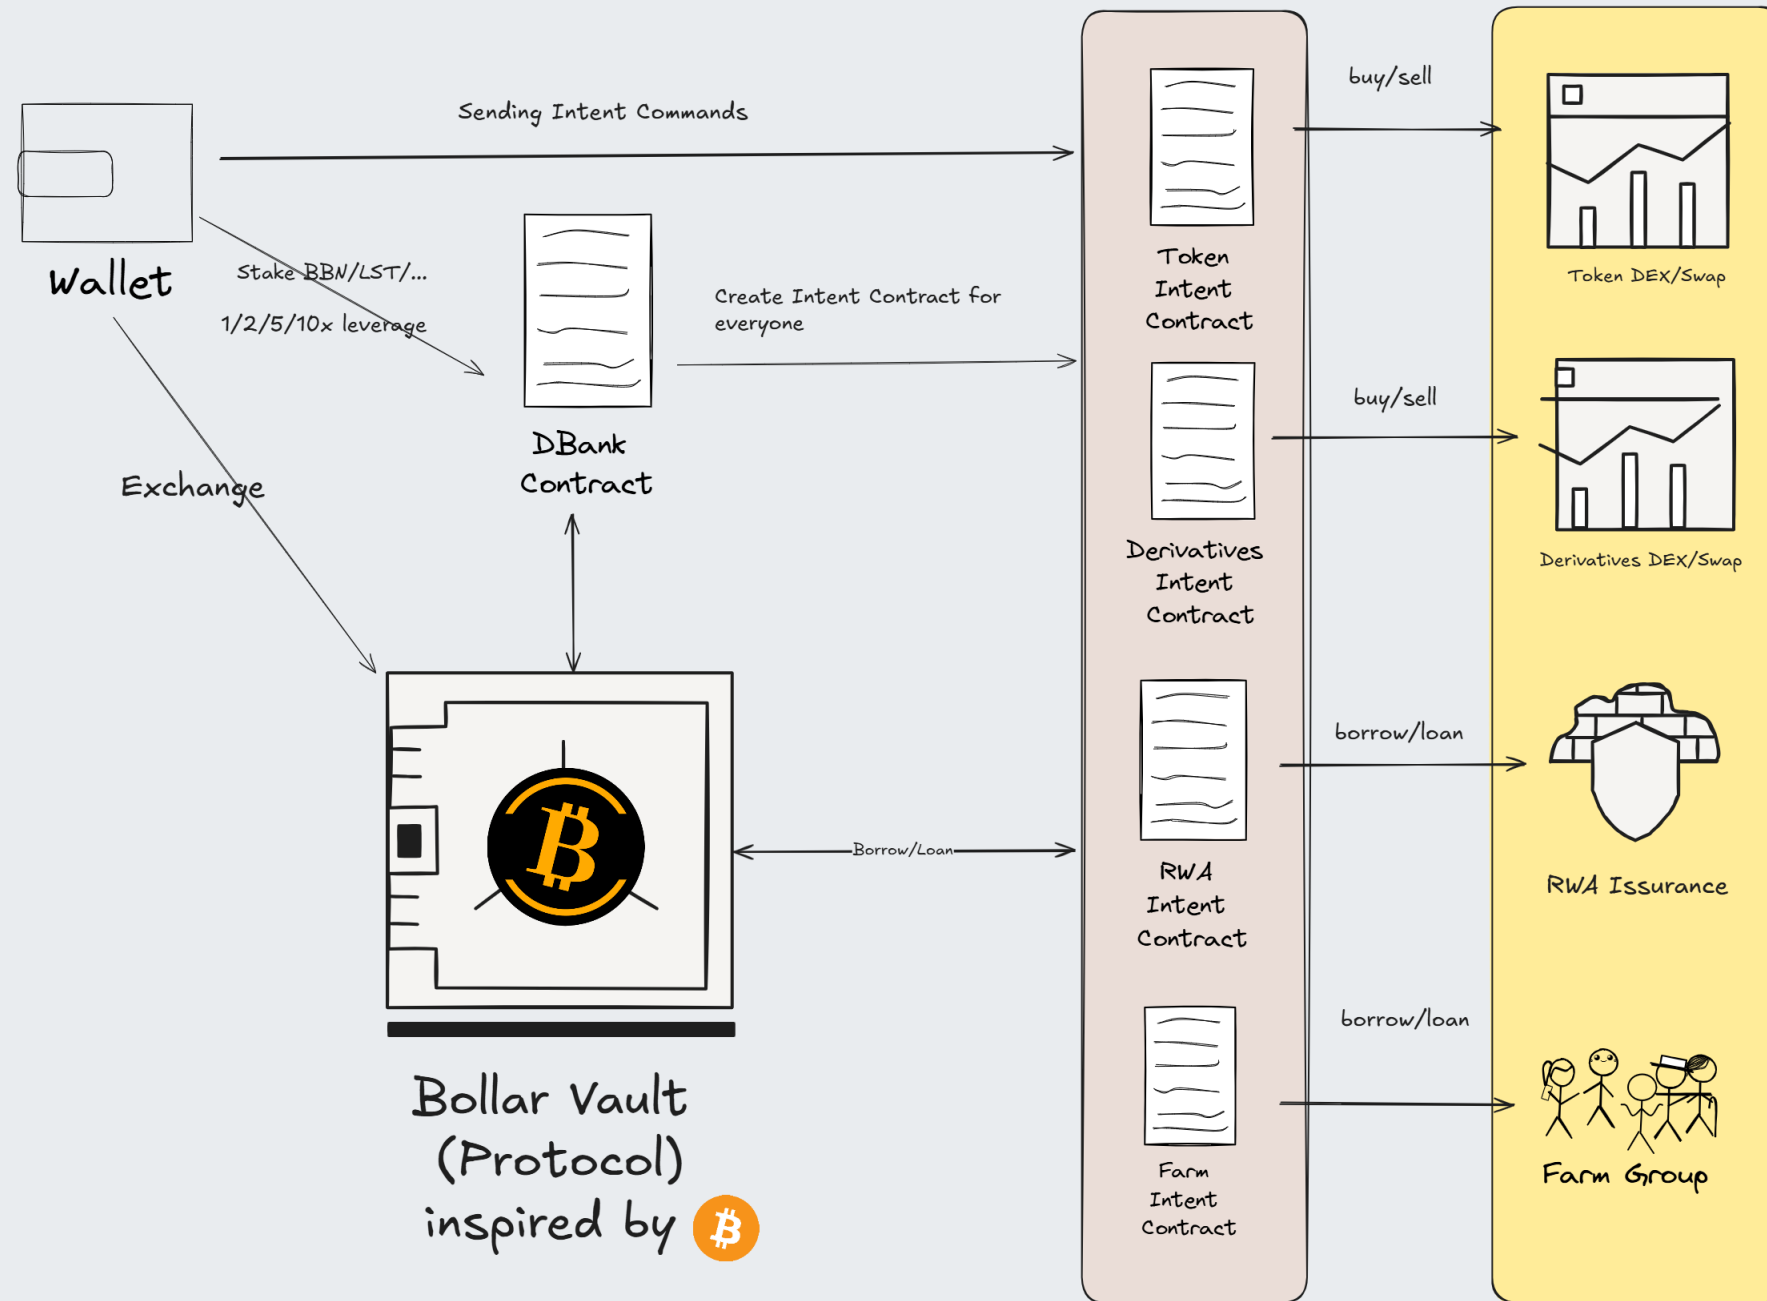 Sending Intent Commands
Wallet
Stake BBN/LST/...
1/2/5/10x leverage
Exchange
DBank
Contract
Create Intent Contract for
everyone
Borrow/Loan
Bollar Vault
(Protocol)
inspired by
Token
Intent
Contract
Derivatives
Intent
Contract
RWA
Intent
Contract
Farm
Intent
Contract
buy/sell
buy/sell
borrow/loan
borrow/loan
Token DEX/Swap
Derivatives DEX/Swap
RWA Issurance
Farm Group